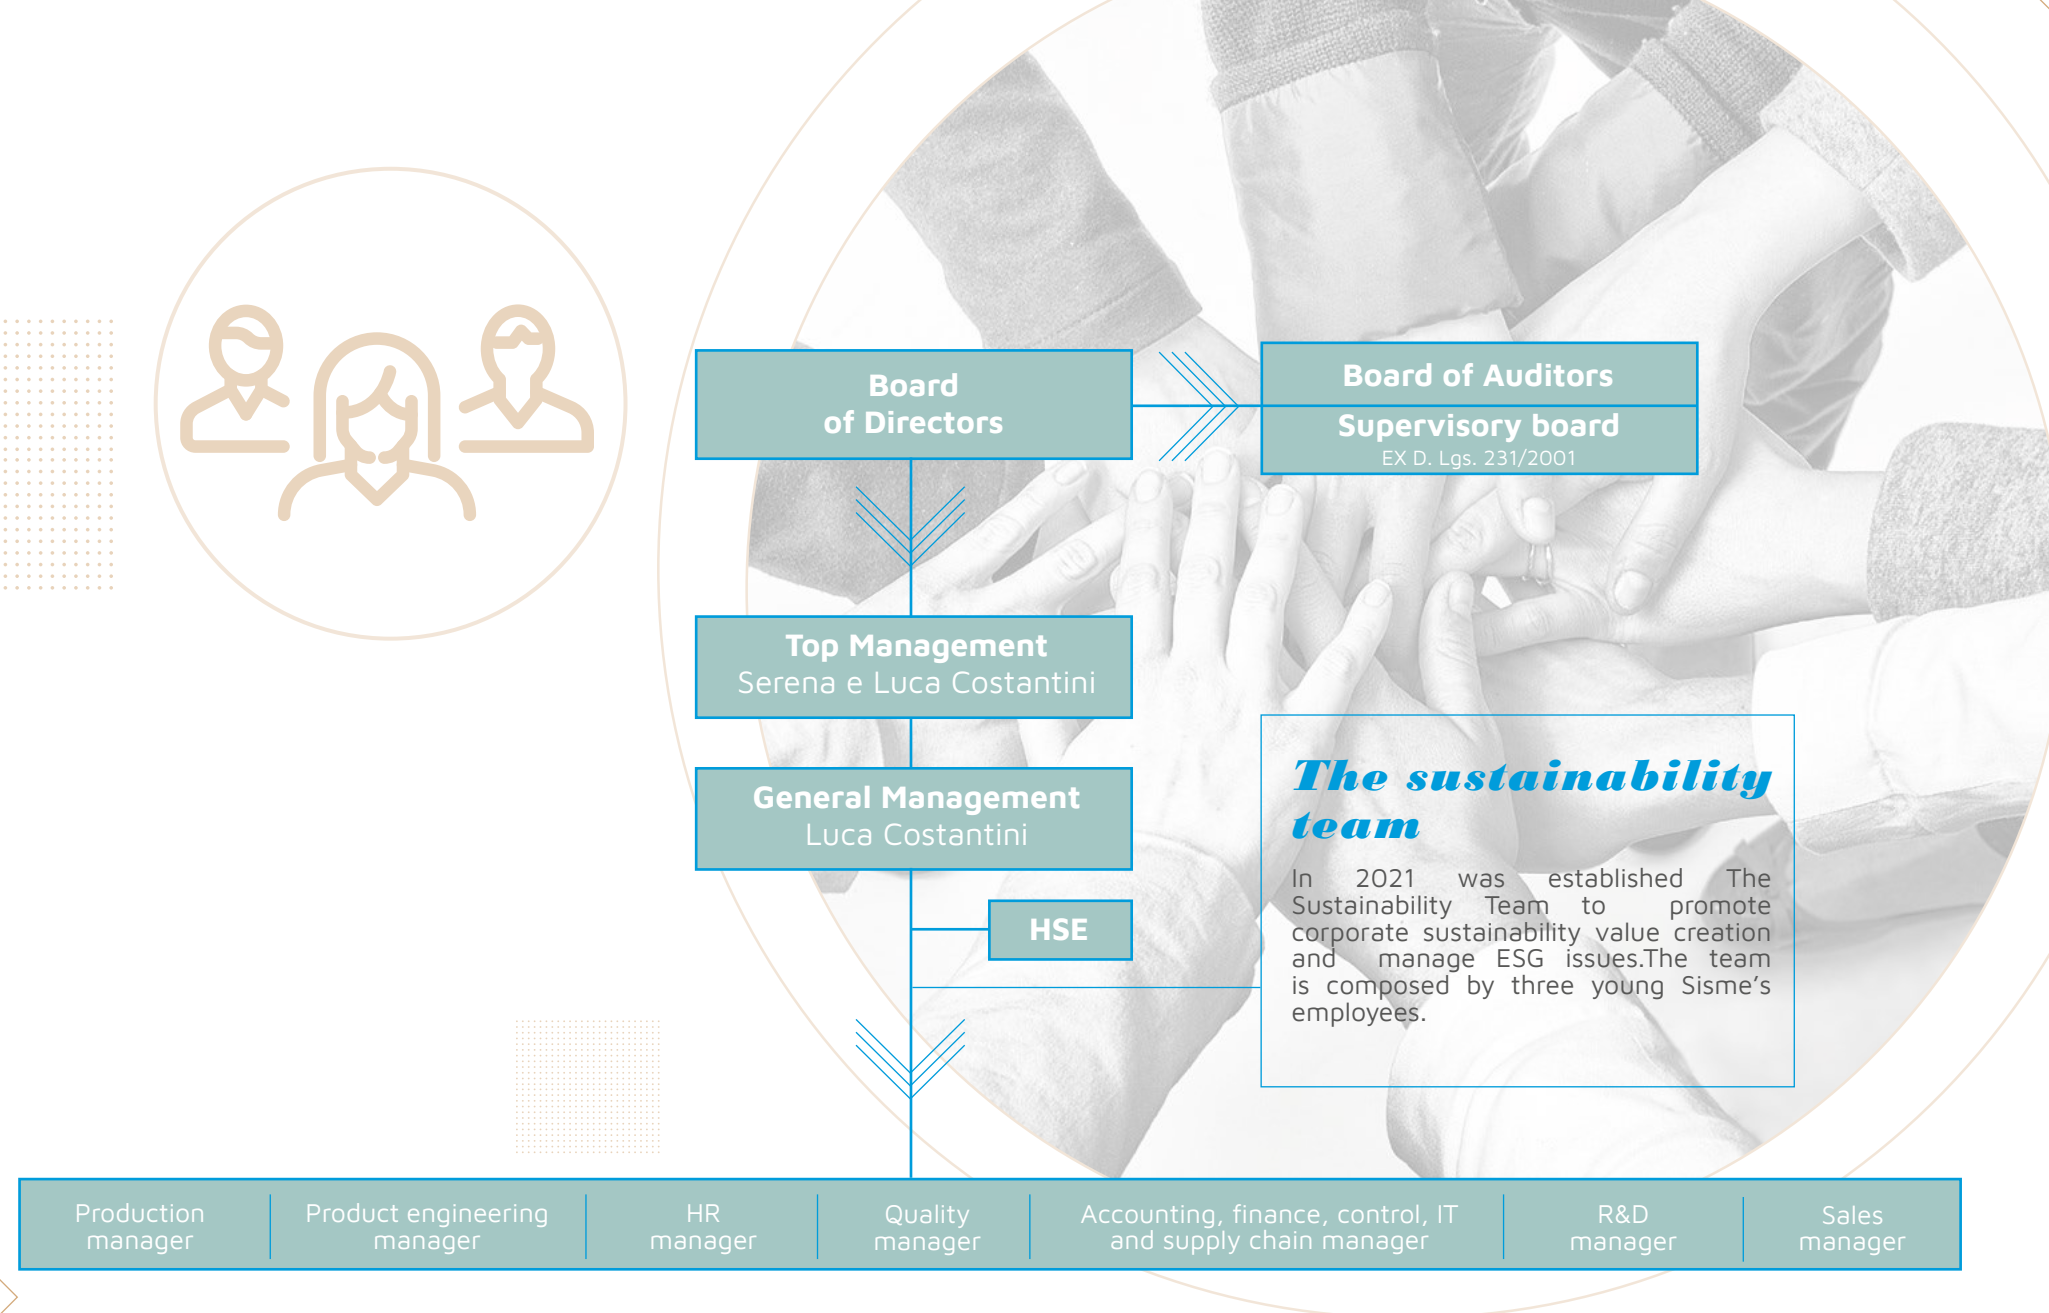 Board
of Directors
Board of Auditors
Supervisory board
EX D. Lgs. 231/2001
Top Management
Serena e Luca Costantini
General Management
Luca Costantini
HSE
The sustainability
team
In 2021 was established The
Sustainability Team to promote
corporate sustainability value creation
and manage ESG issues.The team
is composed by three young Sisme’s
employees.
Production
manager
Product engineering
manager
HR
manager
Quality
manager
Accounting, finance, control, IT
and supply chain manager
R&D
manager
Sales
manager